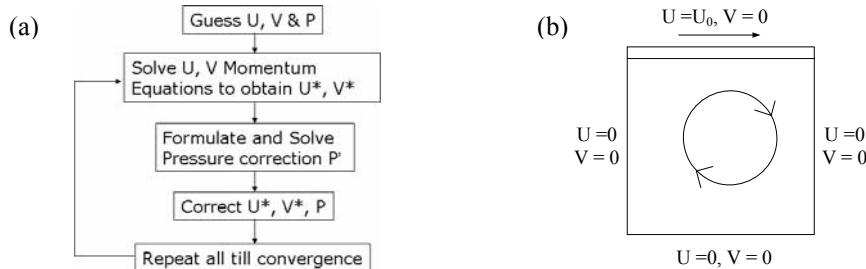 (a)
Guess U, V & P
Solve U, V Momentum
Equations to obtain U*, V*
Formulate and Solve
Pressure correction P'
Correct U*, V*, P
Repeat all till convergence
(b)
U =U₀, V = 0
U =0
V = 0
U =0
V = 0
U =0, V = 0